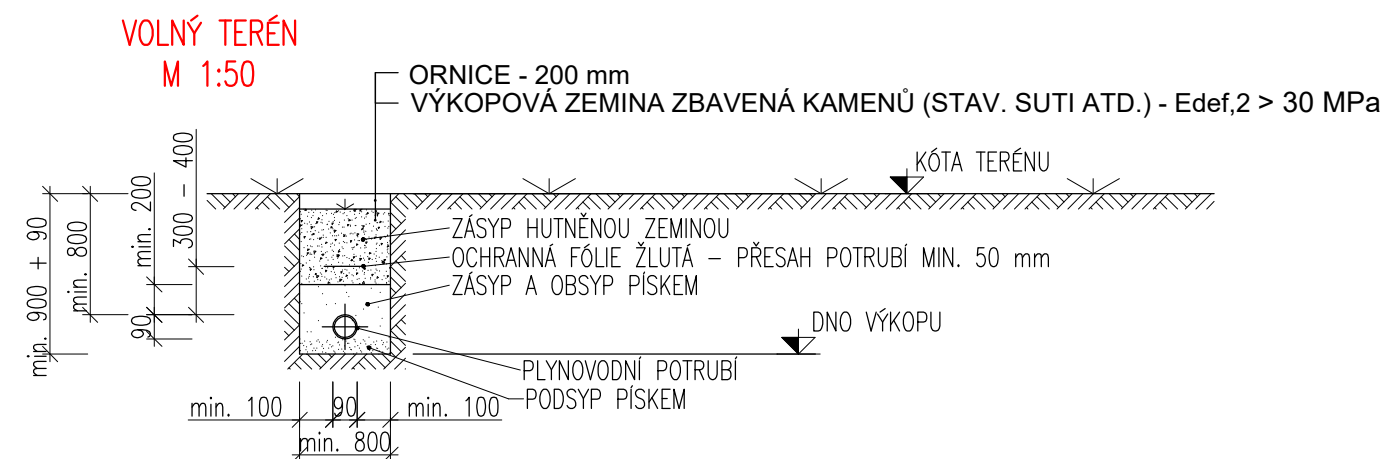 VOLNÝ TERÉN
M 1:50
ORNICE - 200 mm
VÝKOPOVÁ ZEMINA ZBAVENÁ KAMENŮ (STAV. SUTI ATD.) - Edef,2 > 30 MPa
KÓTA TERÉNU
min. 900 + 90
min. 800
min. 200
90
300 – 400
ZÁSYP HUTNĚNOU ZEMINOU
OCHRANNÁ FÓLIE ŽLUTÁ – PŘESAH POTRUBÍ MIN. 50 mm
ZÁSYP A OBSYP PÍSKEM
DNO VÝKOPU
PLYNOVODNÍ POTRUBÍ
PODSYP PÍSKEM
min. 100
90
min. 100
min. 800